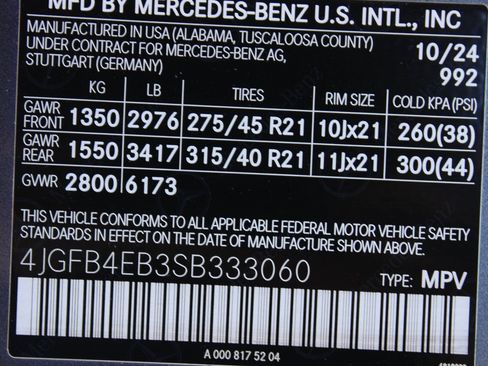 MFD BY MERCEDES-BENZ U.S. INTL., INC
MANUFACTURED IN USA (ALABAMA, TUSCALOOSA COUNTY)
UNDER CONTRACT FOR MERCEDES-BENZ AG,
STUTTGART (GERMANY)
10/24
992
KG LB TIRES RIM SIZE COLD KPA (PSI)
GAWR FRONT 1350 2976 275/45 R21 10Jx21 260(38)
GAWR REAR 1550 3417 315/40 R21 11Jx21 300(44)
GVWR 2800 6173
THIS VEHICLE CONFORMS TO ALL APPLICABLE FEDERAL MOTOR VEHICLE SAFETY
STANDARDS IN EFFECT ON THE DATE OF MANUFACTURE SHOWN ABOVE.
4JGFB4EB3SB333060 TYPE: MPV
A 000 817 52 04